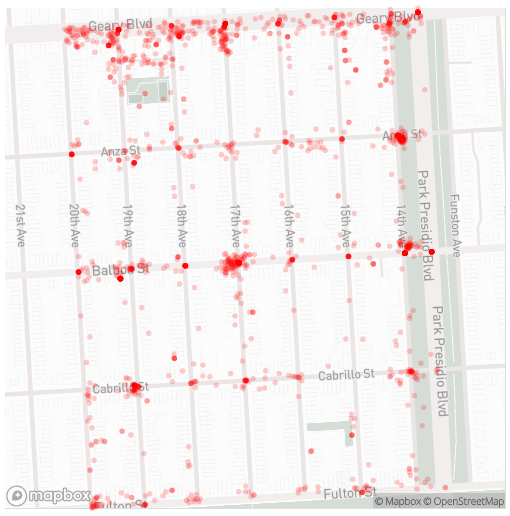 Geary Blvd
Geary Blvd
Anza St
Anza St
21st Ave
20th Ave
19th Ave
18th Ave
17th Ave
16th Ave
15th Ave
14th Ave
Park Presidio Blvd
Funston Ave
Balboa St
Park Presidio Blvd
Cabrillo St
Cabrillo St
Fulton St
Fulton St
mapbox
© Mapbox © OpenStreetMap